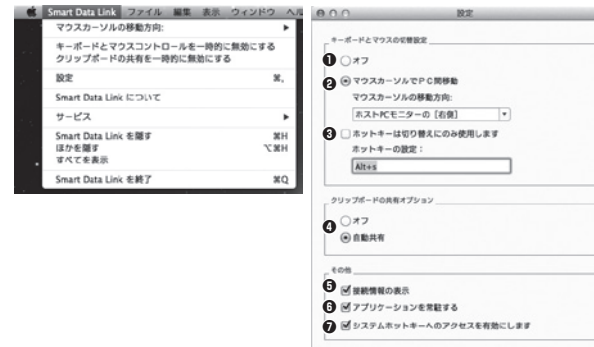 Smart Data Link ファイル 編集 表示 ウィンドウ ヘル
マウスカーソルの移動方向:
キーボードとマウスコントロールを一時的に無効にする
クリップボードの共有を一時的に無効にする
設定 ⌘,
Smart Data Link について
サービス
Smart Data Link を隠す ⌘H
ほかを隠す ⌥⌘H
すべてを表示
Smart Data Link を終了 ⌘Q
設定
キーボードとマウスの切替設定
❶ オフ
❷ マウスカーソルでPC間移動
マウスカーソルの移動方向:
ホストPCモニターの [右側]
❸ ホットキーは切り替えにのみ使用します
ホットキーの設定:
Alt+s
クリップボードの共有オプション
❹ オフ
自動共有
その他
❺ 接続情報の表示
❻ アプリケーションを常駐する
❼ システムホットキーへのアクセスを有効にします